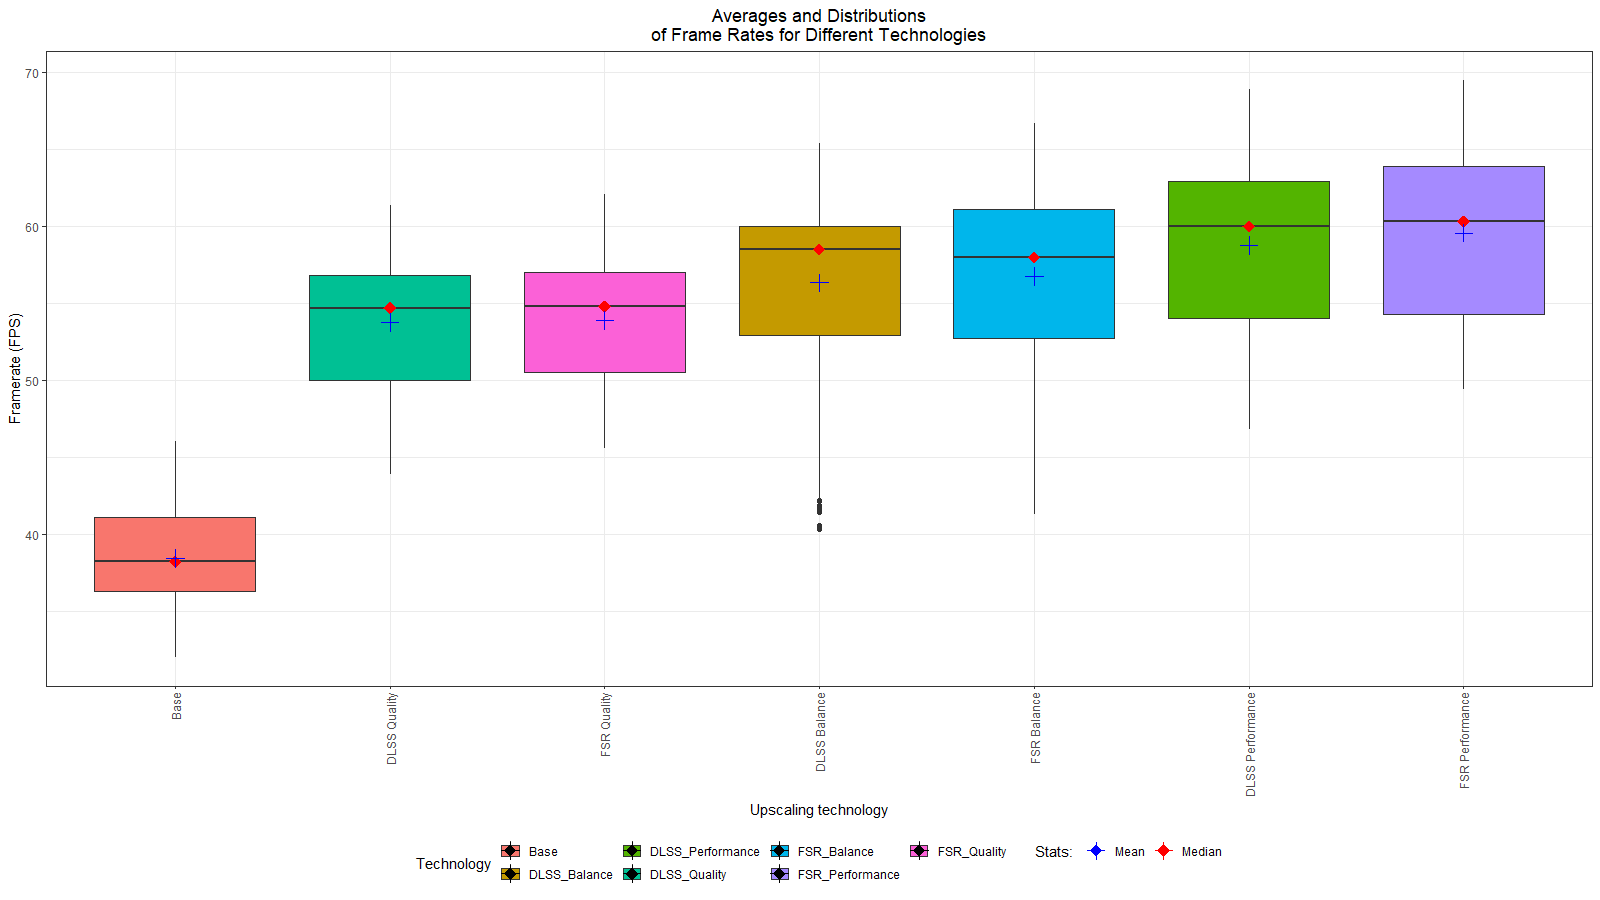 Averages and Distributions
of Frame Rates for Different Technologies
Framerate (FPS)
70
60
50
40
Base
DLSS Quality
FSR Quality
DLSS Balance
FSR Balance
DLSS Performance
FSR Performance
Upscaling technology
Technology
Base
DLSS_Performance
FSR_Balance
FSR_Quality
DLSS_Balance
DLSS_Quality
FSR_Performance
Stats:
Mean
Median